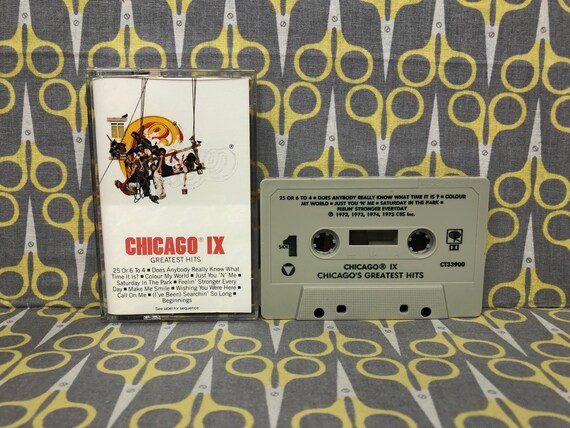 CHICAGO® IX
GREATEST HITS
25 Or 6 To 4 • Does Anybody Really Know What
Time It Is? • Colour My World • Just You 'N' Me •
Saturday In The Park • Feelin' Stronger Every
Day • Make Me Smile • Wishing You Were Here •
Call On Me • (I've Been) Searchin' So Long •
Beginnings
See label for sequence
25 OR 6 TO 4 • DOES ANYBODY REALLY KNOW WHAT TIME IT IS? • COLOUR
MY WORLD • JUST YOU 'N' ME • SATURDAY IN THE PARK •
FEELIN' STRONGER EVERYDAY
℗ 1972, 1973, 1974, 1975 CBS Inc.
SIDE 1
CT33900
CHICAGO® IX
CHICAGO'S GREATEST HITS